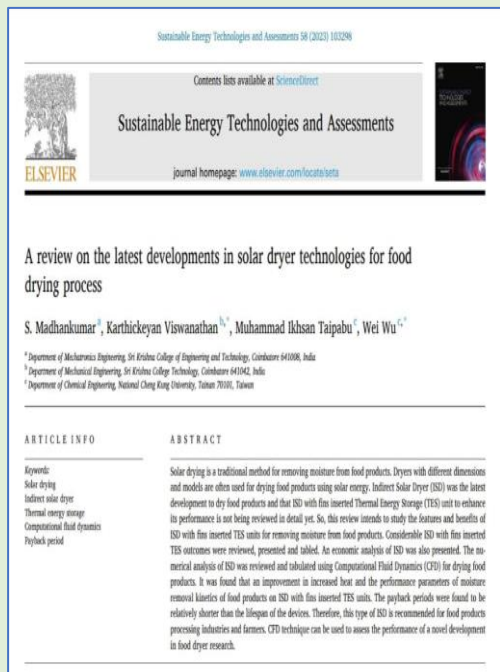 Sustainable Energy Technologies and Assessments 58 (2023) 103298
Contents lists available at ScienceDirect
Sustainable Energy Technologies and Assessments
journal homepage: www.elsevier.com/locate/seta
ELSEVIER
A review on the latest developments in solar dryer technologies for food
drying process
S. Madhankumar a, Karthickeyan Viswanathan b,*, Muhammad Ikhsan Taipabu c, Wei Wu c,*
a Department of Mechatronics Engineering, Sri Krishna College of Engineering and Technology, Coimbatore 641008, India
b Department of Mechanical Engineering, Sri Krishna College Technology, Coimbatore 641042, India
c Department of Chemical Engineering, National Cheng Kung University, Tainan 70101, Taiwan
ARTICLE INFO
Keywords:
Solar drying
Indirect solar dryer
Thermal energy storage
Computational fluid dynamics
Payback period
ABSTRACT
Solar drying is a traditional method for removing moisture from food products. Dryers with different dimensions
and models are often used for drying food products using solar energy. Indirect Solar Dryer (ISD) was the latest
development to dry food products and that ISD with fins inserted Thermal Energy Storage (TES) unit to enhance
its performance is not being reviewed in detail yet. So, this review intends to study the features and benefits of
ISD with fins inserted TES units for removing moisture from food products. Considerable ISD with fins inserted
TES outcomes were reviewed, presented and tabled. An economic analysis of ISD was also presented. The nu-
merical analysis of ISD was reviewed and tabulated using Computational Fluid Dynamics (CFD) for drying food
products. It was found that an improvement in increased heat and the performance parameters of moisture
removal kinetics of food products on ISD with fins inserted TES units. The payback periods were found to be
relatively shorter than the lifespan of the devices. Therefore, this type of ISD is recommended for food products
processing industries and farmers. CFD technique can be used to assess the performance of a novel development
in food dryer research.